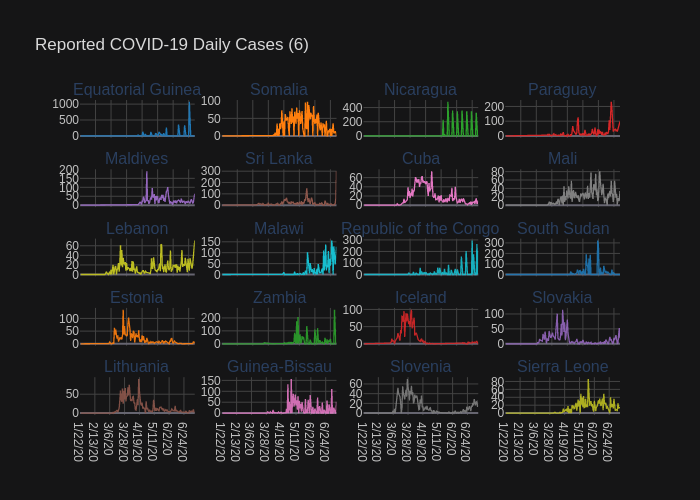 Reported COVID-19 Daily Cases (6)
Equatorial Guinea Somalia Nicaragua Paraguay
1000 500 0
100 50 0
400 200 0
200 100 0
Maldives Sri Lanka Cuba Mali
200 150 100 50 0
300 200 100 0
60 40 20 0
80 60 40 20 0
Lebanon Malawi Republic of the Congo South Sudan
60 40 20 0
150 100 50 0
300 200 100 0
300 200 100 0
Estonia Zambia Iceland Slovakia
100 50 0
200 100 0
100 50 0
100 50 0
Lithuania Guinea-Bissau Slovenia Sierra Leone
50 0
150 100 50 0
60 40 20 0
80 60 40 20 0
1/22/20 2/13/20 3/6/20 3/28/20 4/19/20 5/11/20 6/2/20 6/24/20
1/22/20 2/13/20 3/6/20 3/28/20 4/19/20 5/11/20 6/2/20 6/24/20
1/22/20 2/13/20 3/6/20 3/28/20 4/19/20 5/11/20 6/2/20 6/24/20
1/22/20 2/13/20 3/6/20 3/28/20 4/19/20 5/11/20 6/2/20 6/24/20